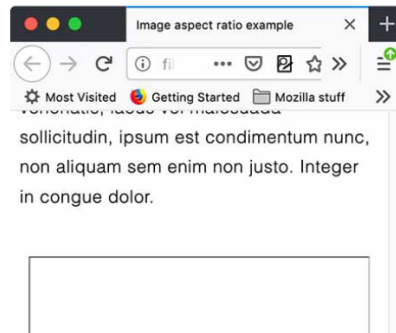 Image aspect ratio example
Most Visited Getting Started Mozilla stuff
sollicitudin, ipsum est condimentum nunc,
non aliquam sem enim non justo. Integer
in congue dolor.